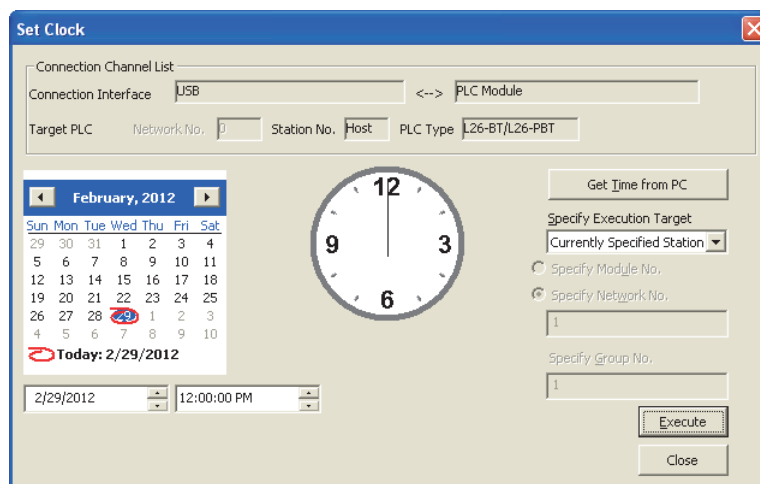 Set Clock
Connection Channel List
Connection Interface USB <--> PLC Module
Target PLC Network No. 0 Station No. Host PLC Type L26-BT/L26-PBT
February, 2012
Sun Mon Tue Wed Thu Fri Sat
29 30 31 1 2 3 4
5 6 7 8 9 10 11
12 13 14 15 16 17 18
19 20 21 22 23 24 25
26 27 28 29 1 2 3
4 5 6 7 8 9 10
Today: 2/29/2012
2/29/2012 12:00:00 PM
12
9 3
6
Get Time from PC
Specify Execution Target
Currently Specified Station
Specify Module No.
Specify Network No.
1
Specify Group No.
1
Execute
Close